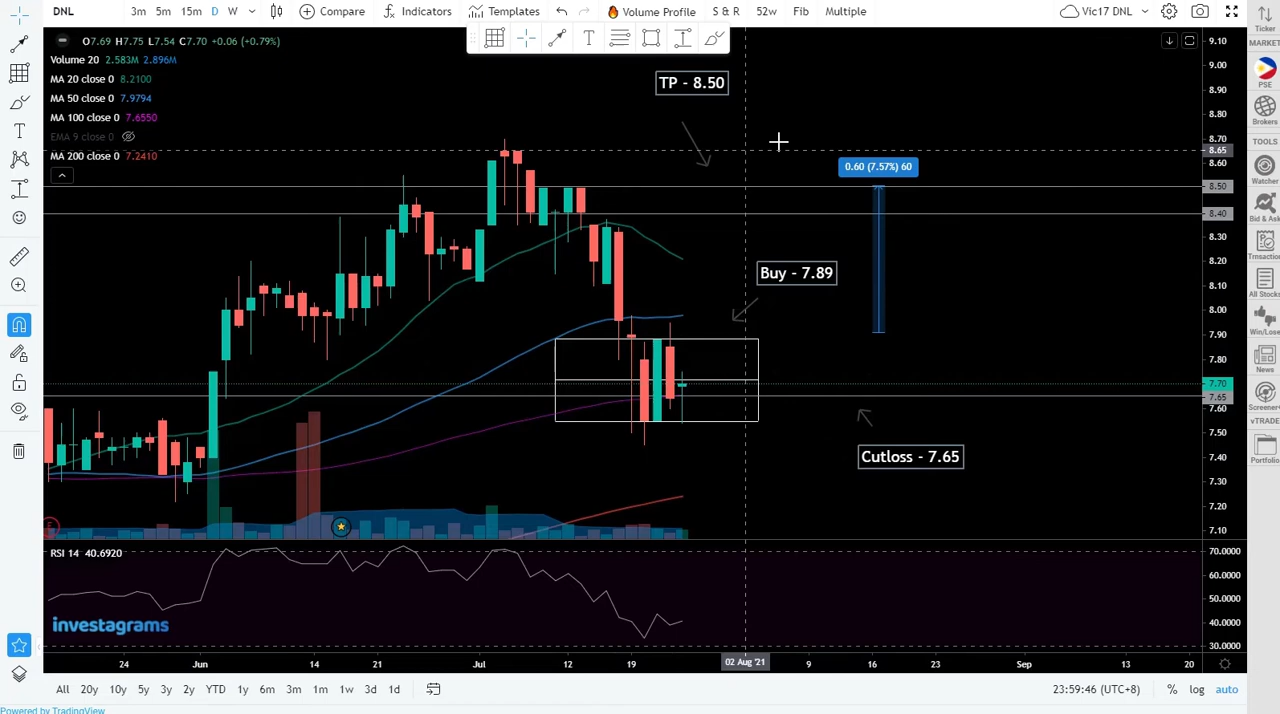 DNL 3m 5m 15m D W Compare Indicators Templates Volume Profile S & R 52w Fib Multiple Vic17 DNL
O7.69 H7.75 L7.54 C7.70 +0.06 (+0.79%)
Volume 20 2.583M 2.896M
MA 20 close 0 8.2100
MA 50 close 0 7.9794
MA 100 close 0 7.6550
EMA 9 close 0
MA 200 close 0 7.2410
TP - 8.50
0.60 (7.57%) 60
Buy - 7.89
Cutloss - 7.65
9.10
9.00
8.90
8.80
8.70
8.65
8.60
8.50
8.40
8.30
8.20
8.10
8.00
7.90
7.80
7.70
7.65
7.60
7.50
7.40
7.30
7.20
7.10
RSI 14 40.6920
70.0000
60.0000
50.0000
40.0000
30.0000
investagrams
24 Jun 14 21 Jul 12 19 02 Aug '21 9 16 23 Sep 13 20
All 20y 10y 5y 3y 2y YTD 1y 6m 3m 1m 1w 3d 1d 23:59:46 (UTC+8) % log auto
Powered by TradingView
Ticker
MARKET
PSE
Brokers
TOOLS
Watcher
Bid & Ask
Trnsaction
All Stocks
Win/Lose
News
Screener
vTRADE
Portfolio